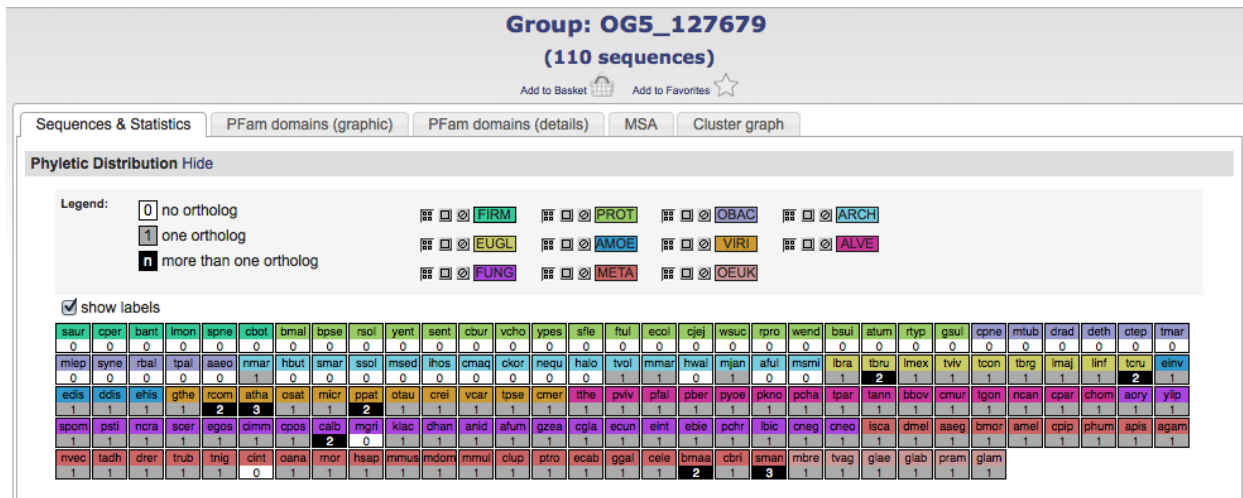 Group: OG5_127679
(110 sequences)
Add to Basket Add to Favorites
Sequences & Statistics PFam domains (graphic) PFam domains (details) MSA Cluster graph
Phyletic Distribution Hide
Legend: 0 no ortholog FIRM PROT OBAC ARCH
1 one ortholog EUGL AMOE VIRI ALVE
n more than one ortholog FUNG META OEUK
show labels
saur cper bant lmon spne cbot bmal bpse rsol yent sent cbur vcho ypes sfle ftul ecol cjej wsuc rpro wend bsui atum rtyp gsul cpne mtub drad deth ctep tmar
0 0 0 0 0 0 0 0 0 0 0 0 0 0 0 0 0 0 0 0 0 0 0 0 0 0 0 0 0 0 0
mlep syne rbal tpal aaeo nmar hbut smar ssol msed ihos cmaq ckor nequ halo tvol mmar hwal mjan aful msmi lbra tbru lmex tviv tcon tbrg lmaj linf tcru einv
0 0 0 0 0 1 0 0 0 0 0 0 0 0 0 1 1 0 1 1 0 1 2 1 1 1 1 1 1 2 1
edis ddis ehis gthe rcom atha osat micr ppat otau crei vcar tpse cmer tthe pviv pfal pber pyoe pkno pcha tpar tann bbov cmur tgon ncan cpar chom aory ylip
1 1 1 1 2 3 1 1 2 1 1 1 1 1 1 1 1 1 1 1 1 1 1 1 1 1 1 1 1 1 1
spom psti ncra scer egos cimm cpos calb mgri klac dhan anid afum gzea cgla ecun eint ebie pchr lbic cneg cneo isca dmel aaeg bmor amel cpip phum apis agam
1 1 1 1 1 1 1 2 0 1 1 1 1 1 1 1 1 1 1 1 1 1 1 1 1 1 1 1 1 1 1
nvec tadh drer trub tnig cint oana rnor hsap mmus mdom mmul clup ptro ecab ggal cele bmaa cbri sman mbre tvag glae glab pram glam
1 1 1 1 1 0 1 1 1 1 1 1 1 1 1 1 1 2 1 3 1 1 1 1 1 1